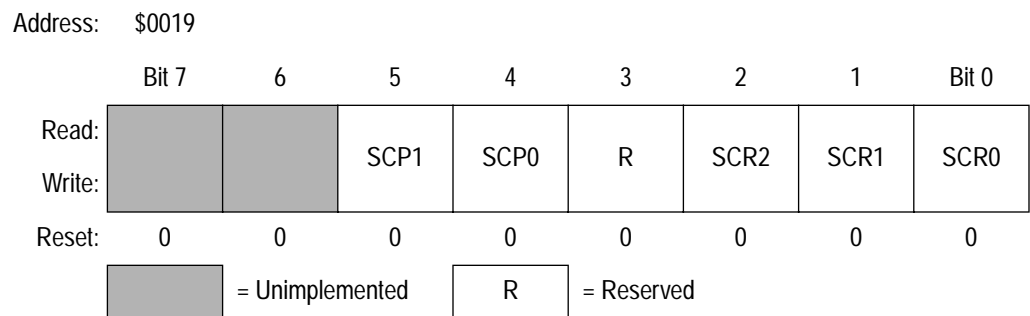 Address: $0019
Bit 7 6 5 4 3 2 1 Bit 0
Read:
SCP1 SCP0 R SCR2 SCR1 SCR0
Write:
Reset: 0 0 0 0 0 0 0 0
= Unimplemented R = Reserved